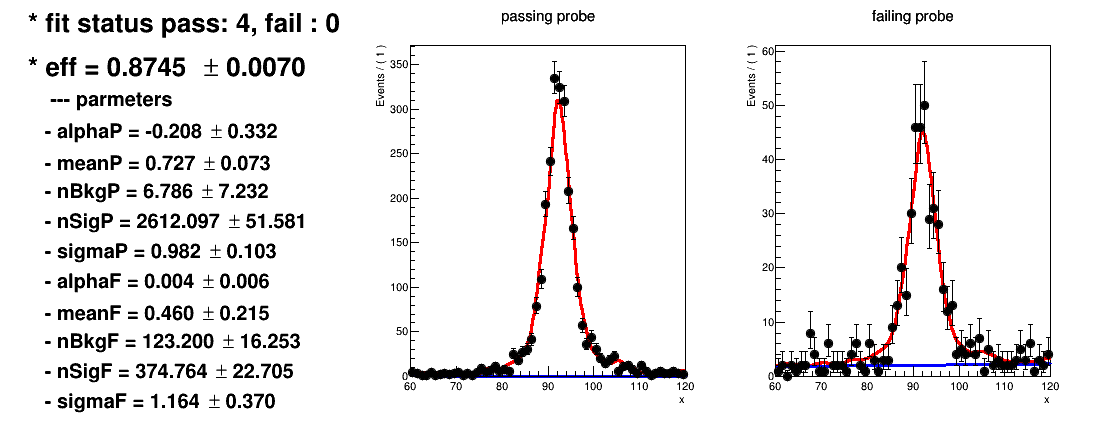 * fit status pass: 4, fail : 0
* eff = 0.8745 ± 0.0070
--- parmeters
- alphaP = -0.208 ± 0.332
- meanP = 0.727 ± 0.073
- nBkgP = 6.786 ± 7.232
- nSigP = 2612.097 ± 51.581
- sigmaP = 0.982 ± 0.103
- alphaF = 0.004 ± 0.006
- meanF = 0.460 ± 0.215
- nBkgF = 123.200 ± 16.253
- nSigF = 374.764 ± 22.705
- sigmaF = 1.164 ± 0.370
passing probe
Events / ( 1 )
350
300
250
200
150
100
50
0
60 70 80 90 100 110 120
x
failing probe
Events / ( 1 )
60
50
40
30
20
10
0
60 70 80 90 100 110 120
x